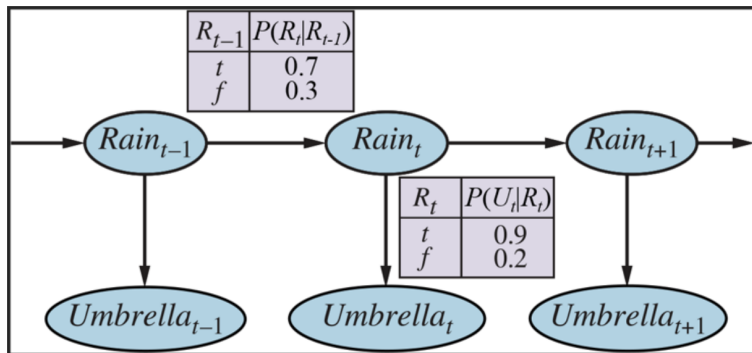 R_{t-1} P(R_t|R_{t-1})
t 0.7
f 0.3
Rain_{t-1} Rain_t Rain_{t+1}
R_t P(U_t|R_t)
t 0.9
f 0.2
Umbrella_{t-1} Umbrella_t Umbrella_{t+1}